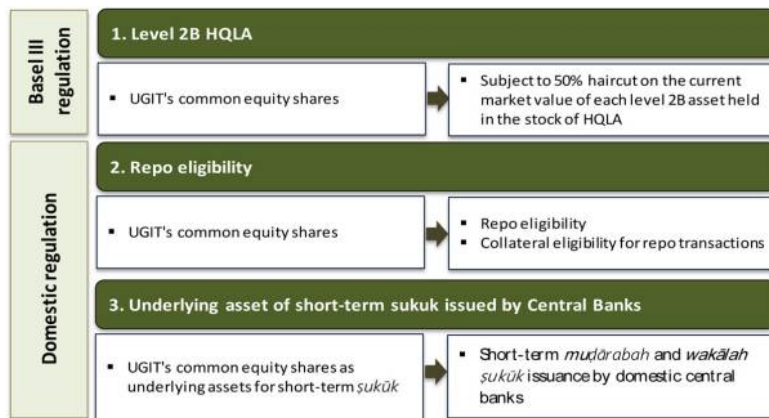 Basel III
regulation
1. Level 2B HQLA
▪ UGIT's common equity shares
▪ Subject to 50% haircut on the current
market value of each level 2B asset held
in the stock of HQLA
Domestic regulation
2. Repo eligibility
▪ UGIT's common equity shares
▪ Repo eligibility
▪ Collateral eligibility for repo transactions
3. Underlying asset of short-term sukuk issued by Central Banks
▪ UGIT's common equity shares as
underlying assets for short-term ṣukūk
▪ Short-term muḍārabah and wakālah
ṣukūk issuance by domestic central
banks